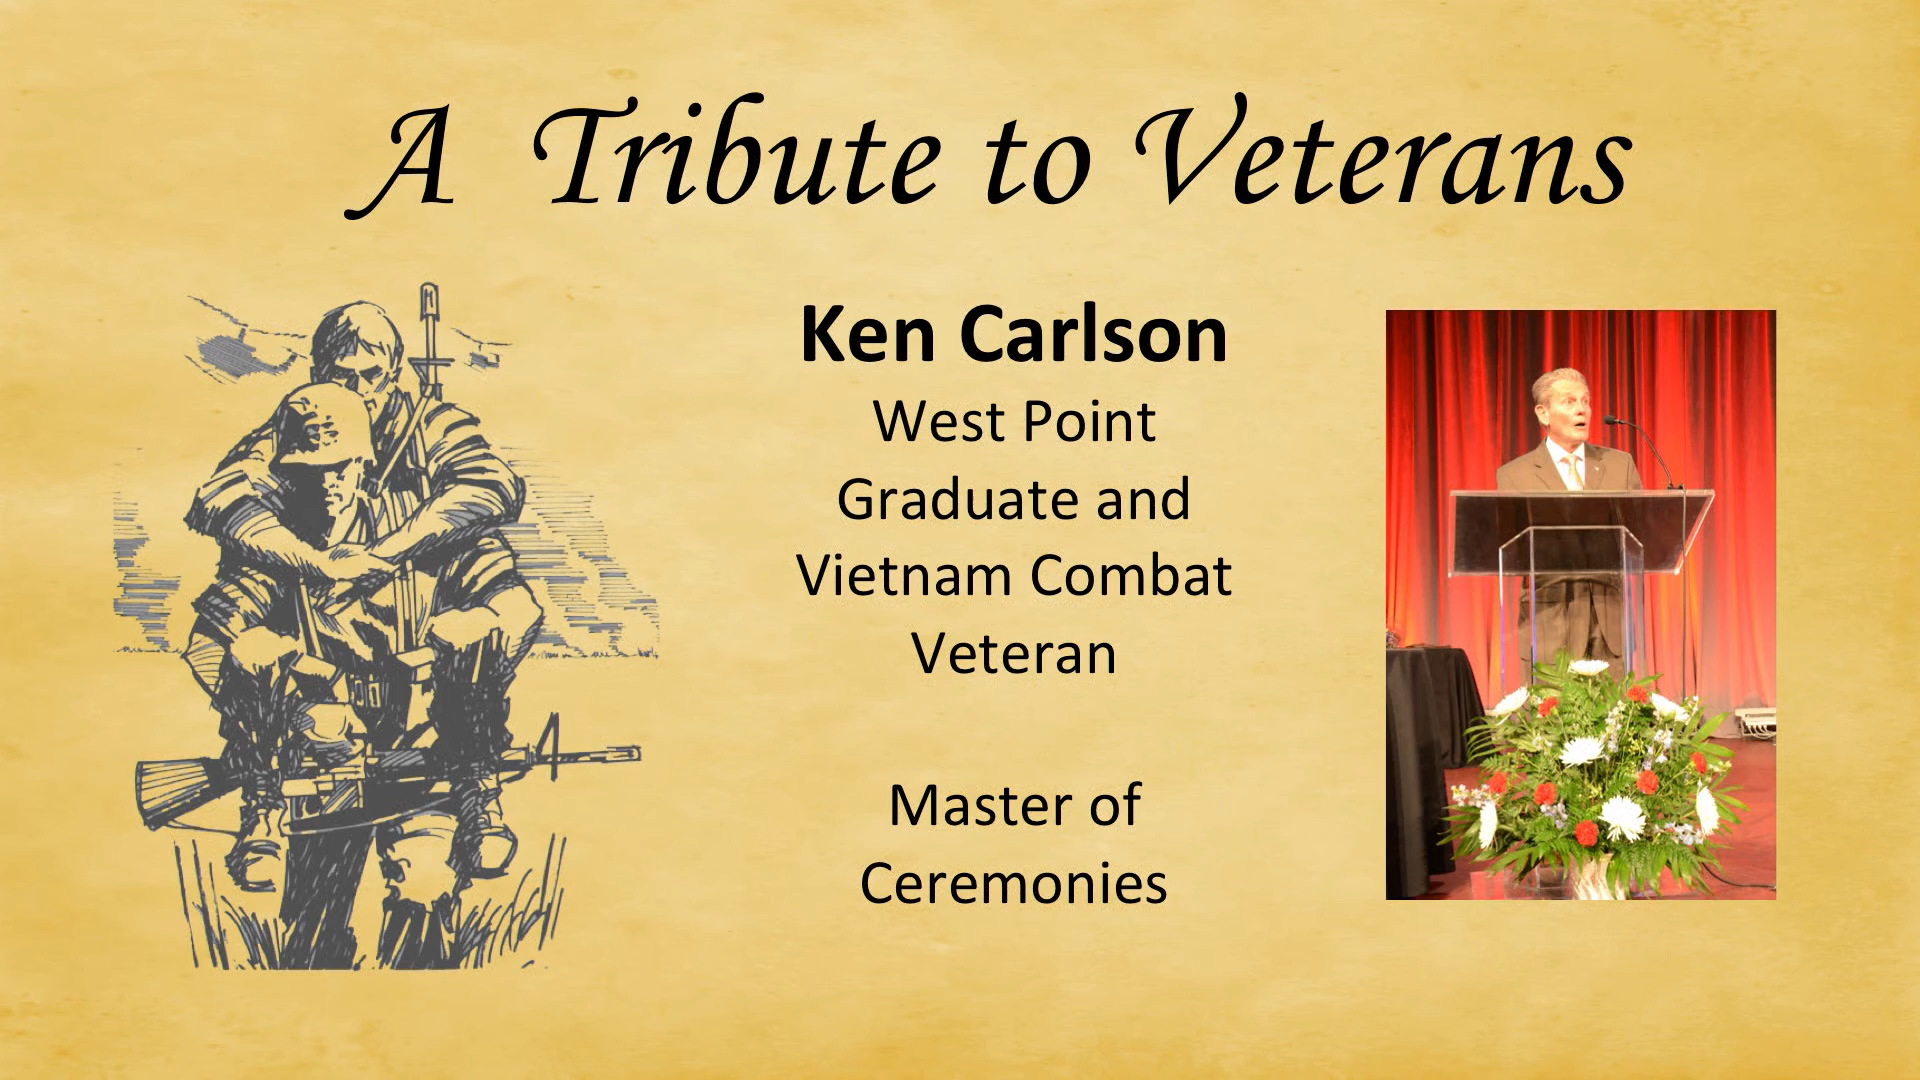 A Tribute to Veterans
Ken Carlson
West Point
Graduate and
Vietnam Combat
Veteran
Master of
Ceremonies